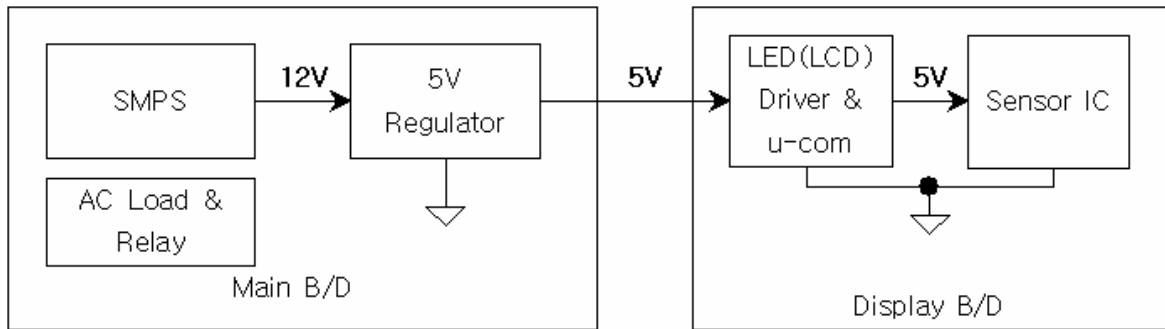 SMPS
12V
5V
Regulator
5V
LED(LCD)
Driver &
u-com
5V
Sensor IC
AC Load &
Relay
Main B/D
Display B/D